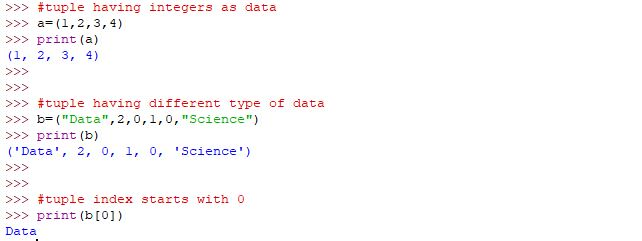 >>> #tuple having integers as data
>>> a=(1,2,3,4)
>>> print(a)
(1, 2, 3, 4)
>>>
>>>
>>> #tuple having different type of data
>>> b=("Data",2,0,1,0,"Science")
>>> print(b)
('Data', 2, 0, 1, 0, 'Science')
>>>
>>>
>>> #tuple index starts with 0
>>> print(b[0])
Data